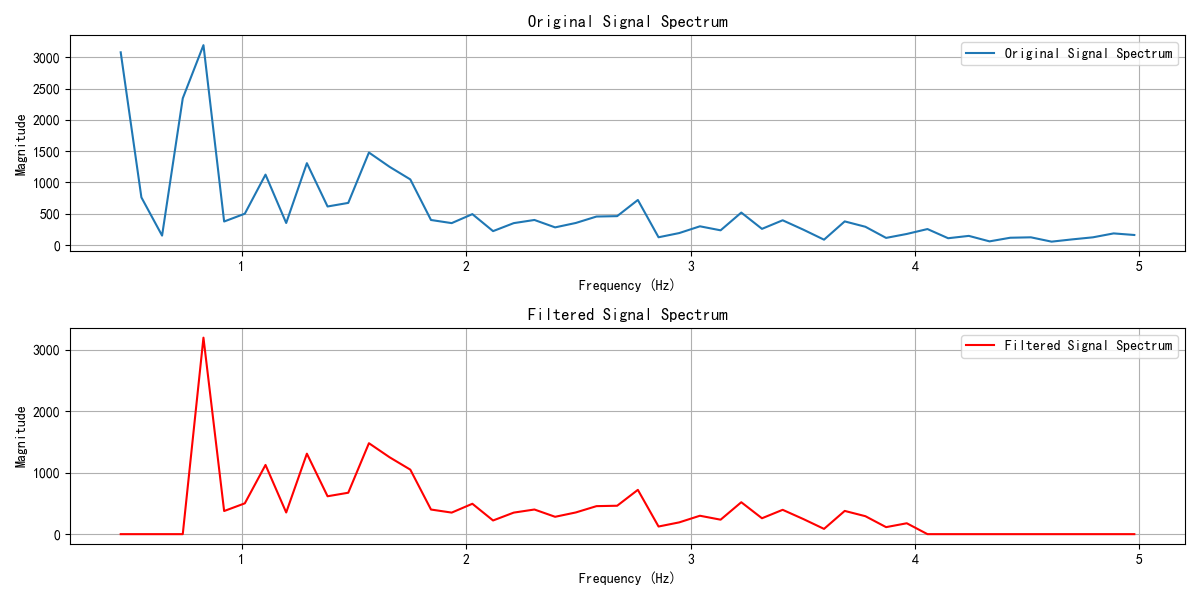 Original Signal Spectrum
Original Signal Spectrum
Magnitude
3000
2500
2000
1500
1000
500
0
1 2 3 4 5
Frequency (Hz)
Filtered Signal Spectrum
Filtered Signal Spectrum
Magnitude
3000
2000
1000
0
1 2 3 4 5
Frequency (Hz)